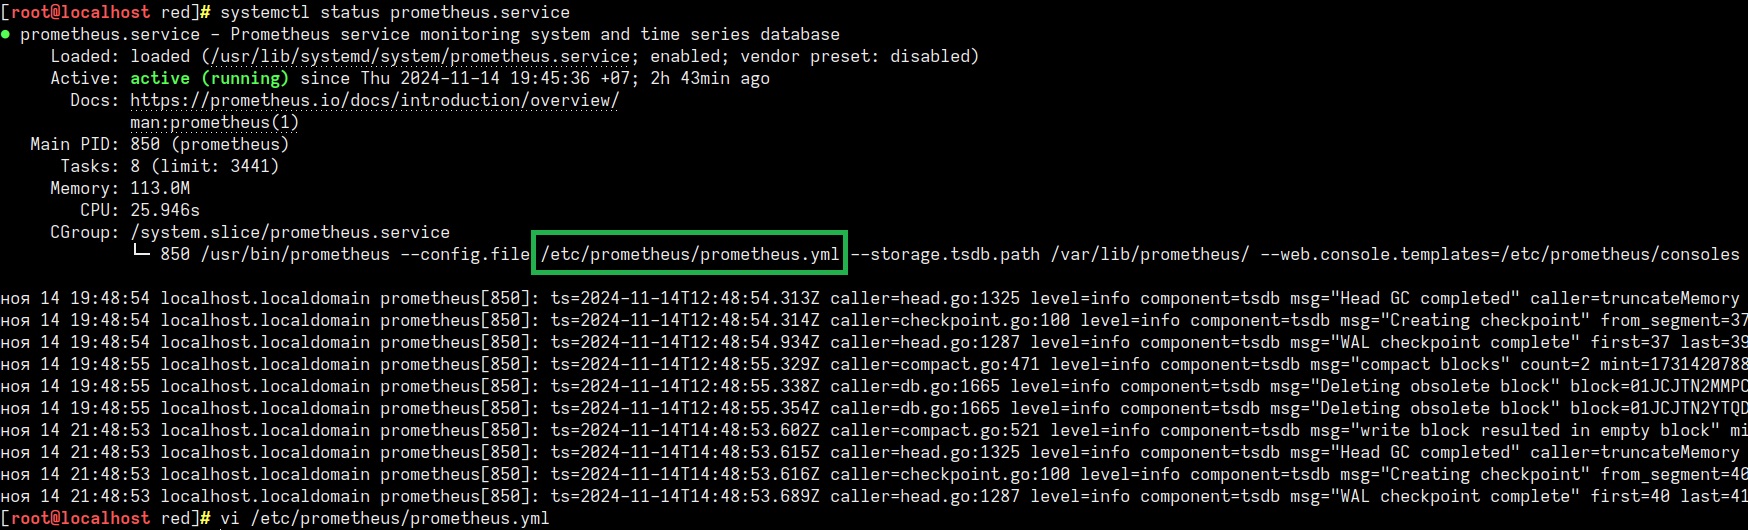 [root@localhost red]# systemctl status prometheus.service
● prometheus.service - Prometheus service monitoring system and time series database
Loaded: loaded (/usr/lib/systemd/system/prometheus.service; enabled; vendor preset: disabled)
Active: active (running) since Thu 2024-11-14 19:45:36 +07; 2h 43min ago
Docs: https://prometheus.io/docs/introduction/overview/
man:prometheus(1)
Main PID: 850 (prometheus)
Tasks: 8 (limit: 3441)
Memory: 113.0M
CPU: 25.946s
CGroup: /system.slice/prometheus.service
└─ 850 /usr/bin/prometheus --config.file /etc/prometheus/prometheus.yml --storage.tsdb.path /var/lib/prometheus/ --web.console.templates=/etc/prometheus/consoles
ноя 14 19:48:54 localhost.localdomain prometheus[850]: ts=2024-11-14T12:48:54.313Z caller=head.go:1325 level=info component=tsdb msg="Head GC completed" caller=truncateMemory
ноя 14 19:48:54 localhost.localdomain prometheus[850]: ts=2024-11-14T12:48:54.314Z caller=checkpoint.go:100 level=info component=tsdb msg="Creating checkpoint" from_segment=37
ноя 14 19:48:54 localhost.localdomain prometheus[850]: ts=2024-11-14T12:48:54.934Z caller=head.go:1287 level=info component=tsdb msg="WAL checkpoint complete" first=37 last=39
ноя 14 19:48:55 localhost.localdomain prometheus[850]: ts=2024-11-14T12:48:55.329Z caller=compact.go:471 level=info component=tsdb msg="compact blocks" count=2 mint=1731420788
ноя 14 19:48:55 localhost.localdomain prometheus[850]: ts=2024-11-14T12:48:55.338Z caller=db.go:1665 level=info component=tsdb msg="Deleting obsolete block" block=01JCJTN2MMPC
ноя 14 19:48:55 localhost.localdomain prometheus[850]: ts=2024-11-14T12:48:55.354Z caller=db.go:1665 level=info component=tsdb msg="Deleting obsolete block" block=01JCJTN2YTQD
ноя 14 21:48:53 localhost.localdomain prometheus[850]: ts=2024-11-14T14:48:53.602Z caller=compact.go:521 level=info component=tsdb msg="write block resulted in empty block" mi
ноя 14 21:48:53 localhost.localdomain prometheus[850]: ts=2024-11-14T14:48:53.615Z caller=head.go:1325 level=info component=tsdb msg="Head GC completed" caller=truncateMemory
ноя 14 21:48:53 localhost.localdomain prometheus[850]: ts=2024-11-14T14:48:53.616Z caller=checkpoint.go:100 level=info component=tsdb msg="Creating checkpoint" from_segment=40
ноя 14 21:48:53 localhost.localdomain prometheus[850]: ts=2024-11-14T14:48:53.689Z caller=head.go:1287 level=info component=tsdb msg="WAL checkpoint complete" first=40 last=41
[root@localhost red]# vi /etc/prometheus/prometheus.yml